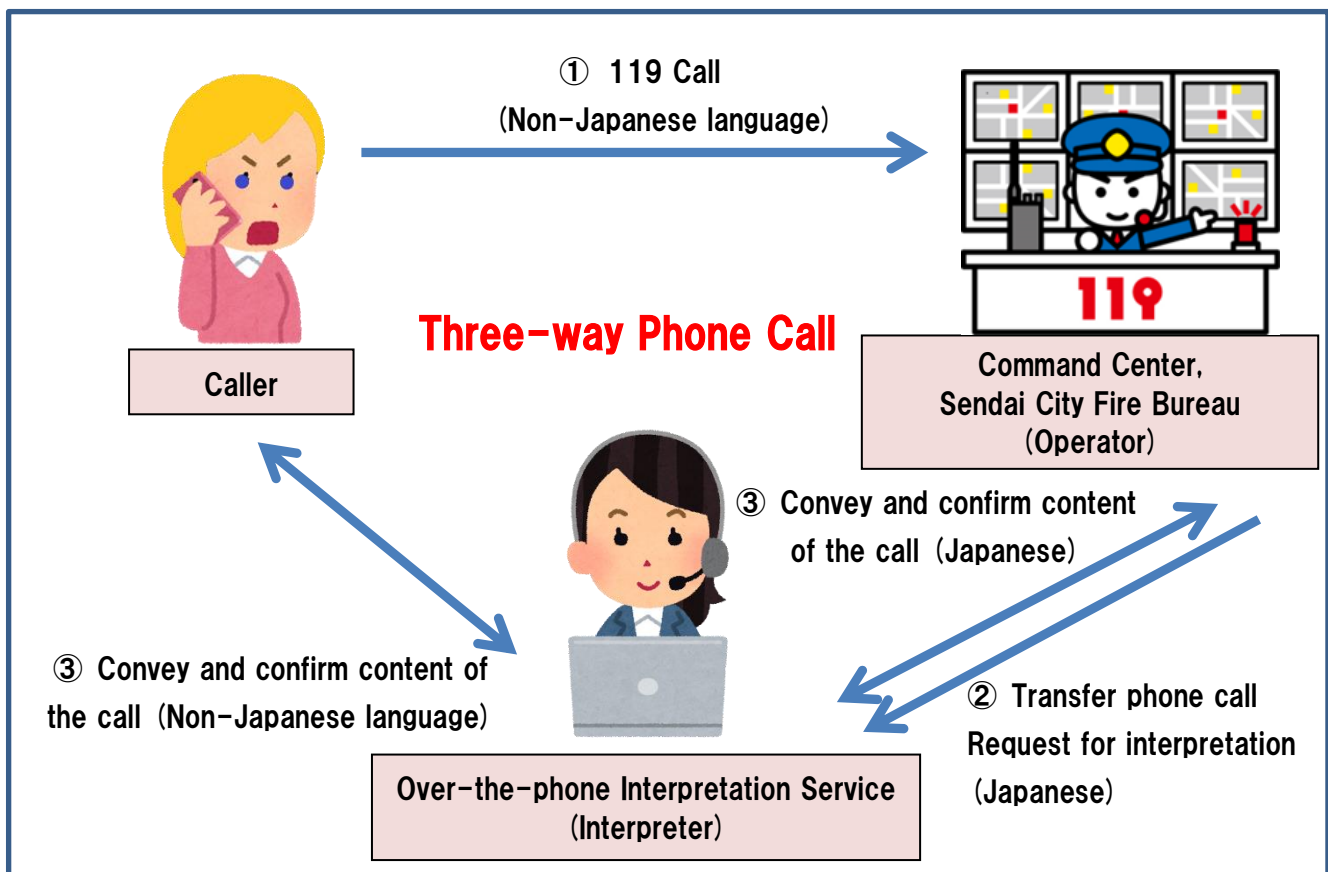 ① 119 Call
(Non-Japanese language)
119
Three-way Phone Call
Caller
Command Center,
Sendai City Fire Bureau
(Operator)
③ Convey and confirm content
of the call (Japanese)
③ Convey and confirm content of
the call (Non-Japanese language)
② Transfer phone call
Request for interpretation
(Japanese)
Over-the-phone Interpretation Service
(Interpreter)